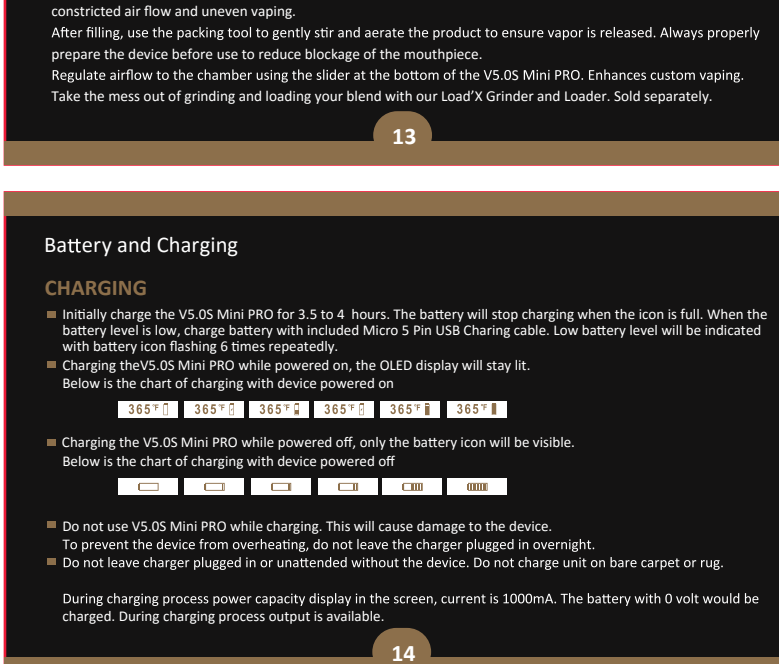 constricted air flow and uneven vaping.
After filling, use the packing tool to gently stir and aerate the product to ensure vapor is released. Always properly
prepare the device before use to reduce blockage of the mouthpiece.
Regulate airflow to the chamber using the slider at the bottom of the V5.0S Mini PRO. Enhances custom vaping.
Take the mess out of grinding and loading your blend with our Load'X Grinder and Loader. Sold separately.
13
Battery and Charging
CHARGING
Initially charge the V5.0S Mini PRO for 3.5 to 4 hours. The battery will stop charging when the icon is full. When the
battery level is low, charge battery with included Micro 5 Pin USB Charing cable. Low battery level will be indicated
with battery icon flashing 6 times repeatedly.
Charging theV5.0S Mini PRO while powered on, the OLED display will stay lit.
Below is the chart of charging with device powered on
365°F 365°F 365°F 365°F 365°F 365°F
Charging the V5.0S Mini PRO while powered off, only the battery icon will be visible.
Below is the chart of charging with device powered off
Do not use V5.0S Mini PRO while charging. This will cause damage to the device.
To prevent the device from overheating, do not leave the charger plugged in overnight.
Do not leave charger plugged in or unattended without the device. Do not charge unit on bare carpet or rug.
During charging process power capacity display in the screen, current is 1000mA. The battery with 0 volt would be
charged. During charging process output is available.
14